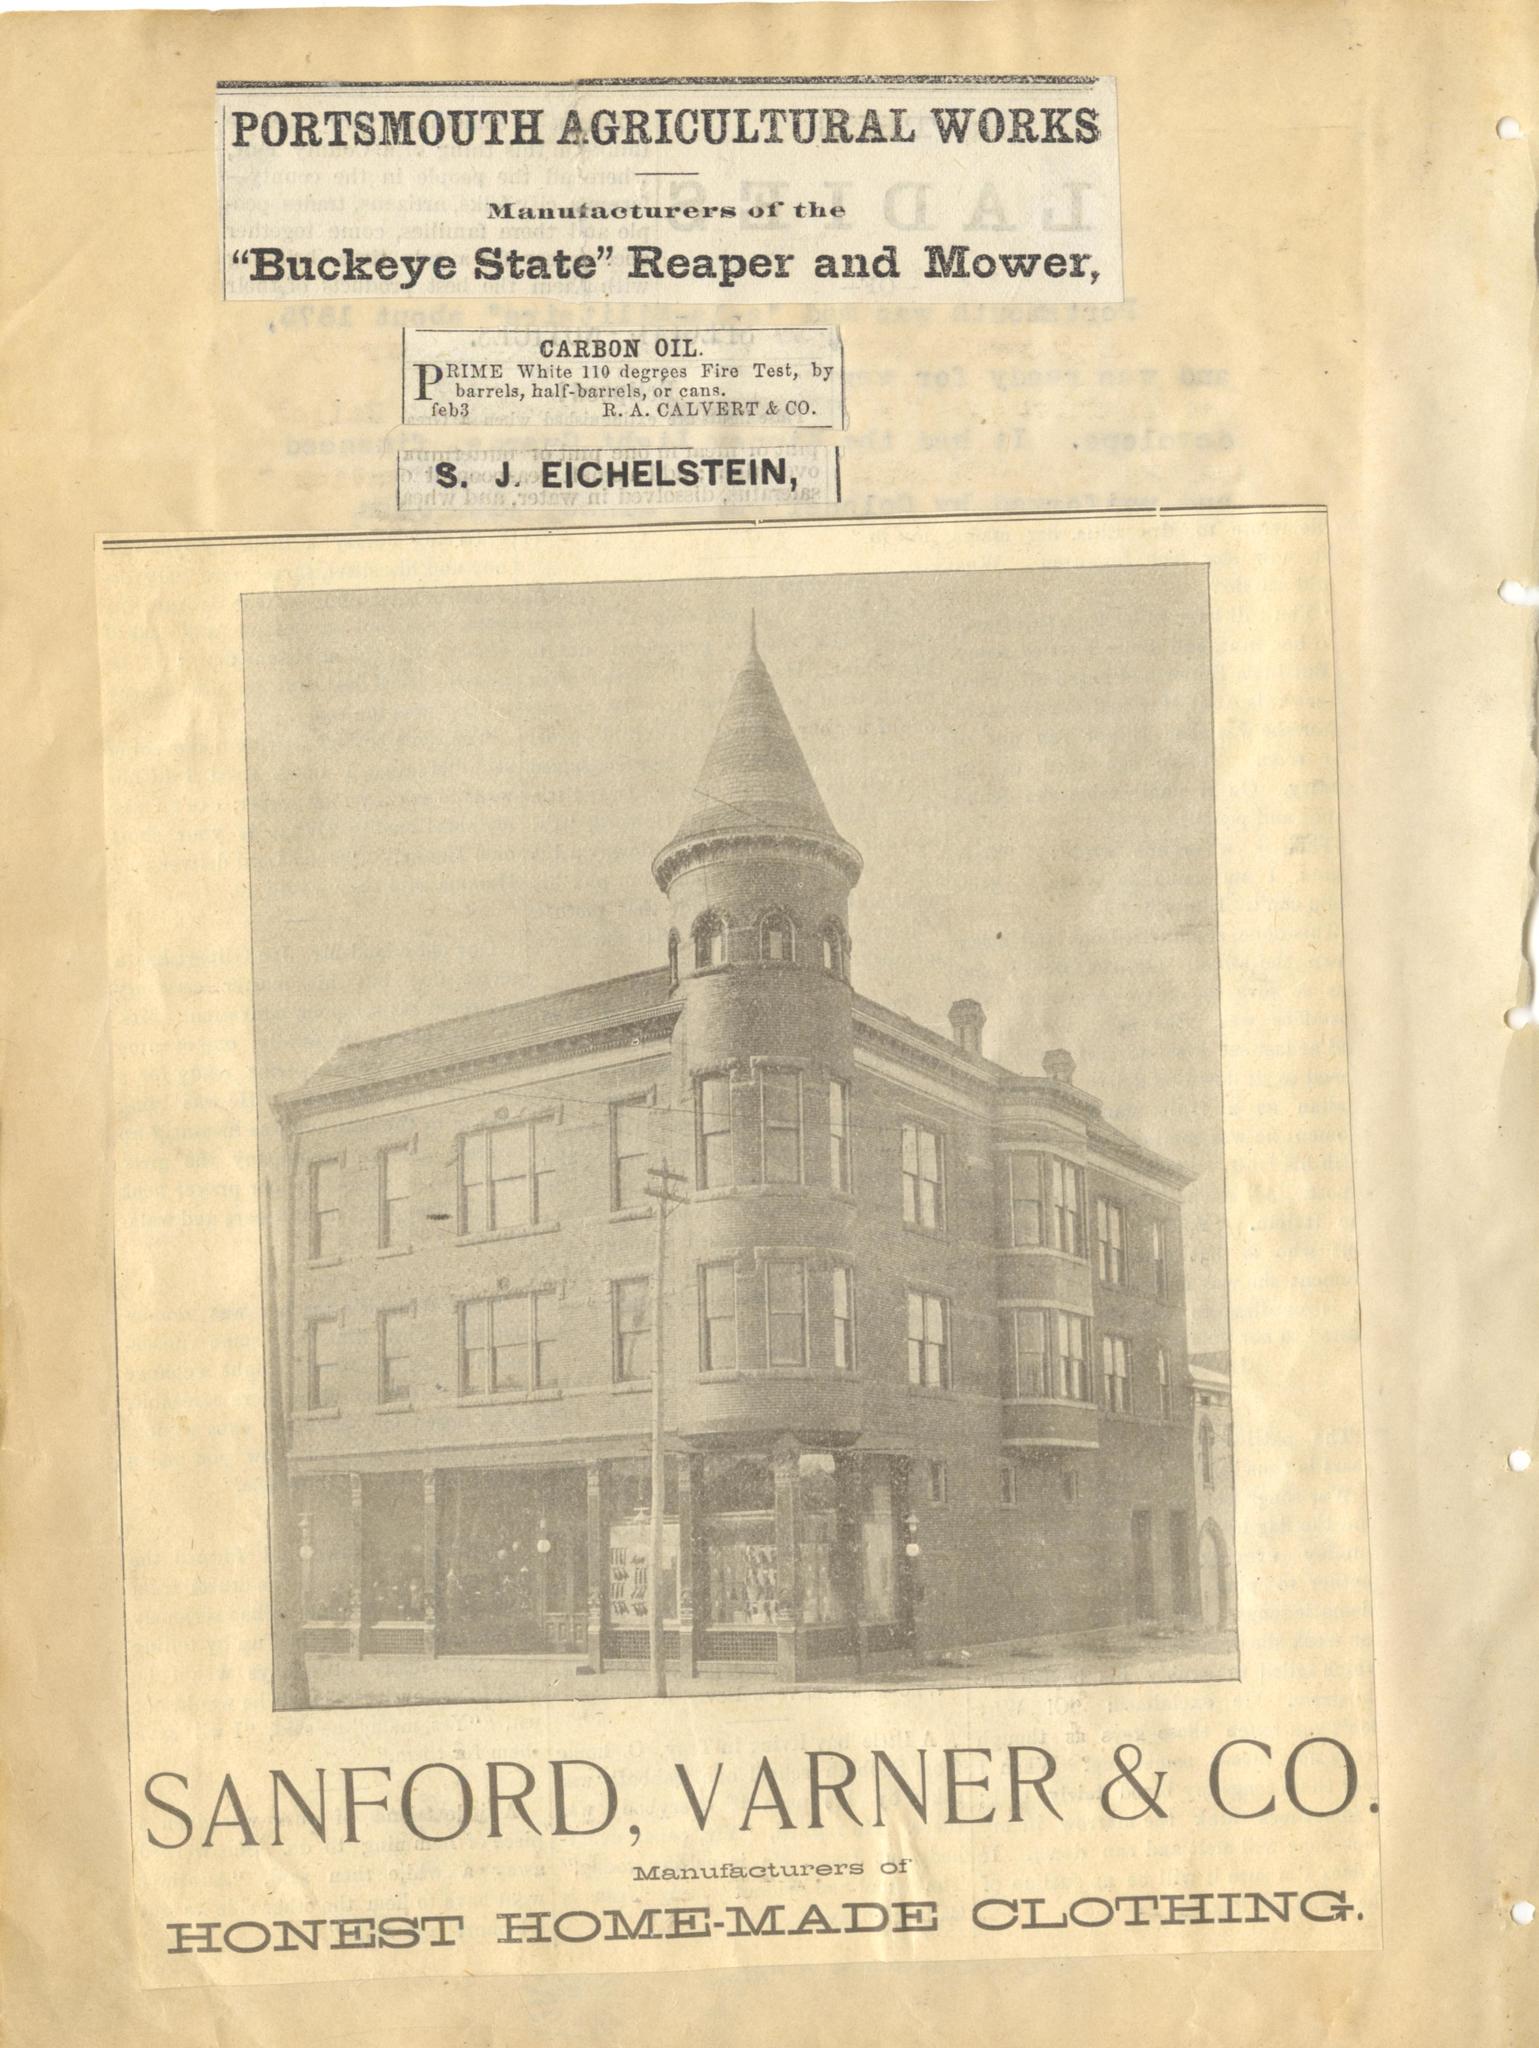 PORTSMOUTH AGRICULTURAL WORKS
Manufacturers of the
"Buckeye State" Reaper and Mower,
CARBON OIL.
PRIME White 110 degrees Fire Test, by
barrels, half-barrels, or cans.
feb3 R. A. CALVERT & CO.
S. J. EICHELSTEIN,
SANFORD, VARNER & CO.
Manufacturers of
HONEST HOME-MADE CLOTHING.